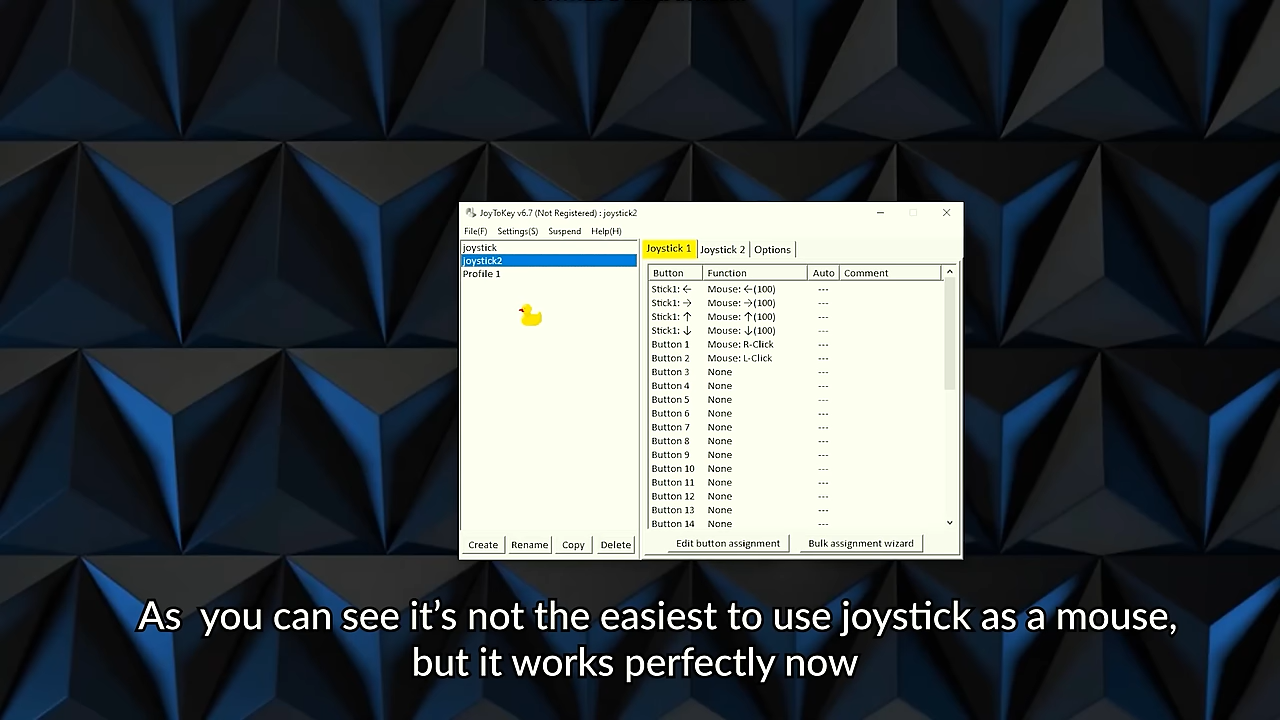 JoyToKey v6.7 (Not Registered) : joystick2
File(F) Settings(S) Suspend Help(H)
joystick
joystick2
Profile 1
Create Rename Copy Delete
Joystick 1 Joystick 2 Options
Button Function Auto Comment
Stick1: ← Mouse: ←(100) ---
Stick1: → Mouse: →(100) ---
Stick1: ↑ Mouse: ↑(100) ---
Stick1: ↓ Mouse: ↓(100) ---
Button 1 Mouse: R-Click ---
Button 2 Mouse: L-Click ---
Button 3 None ---
Button 4 None ---
Button 5 None ---
Button 6 None ---
Button 7 None ---
Button 8 None ---
Button 9 None ---
Button 10 None ---
Button 11 None ---
Button 12 None ---
Button 13 None ---
Button 14 None ---
Edit button assignment Bulk assignment wizard
As you can see it's not the easiest to use joystick as a mouse,
but it works perfectly now